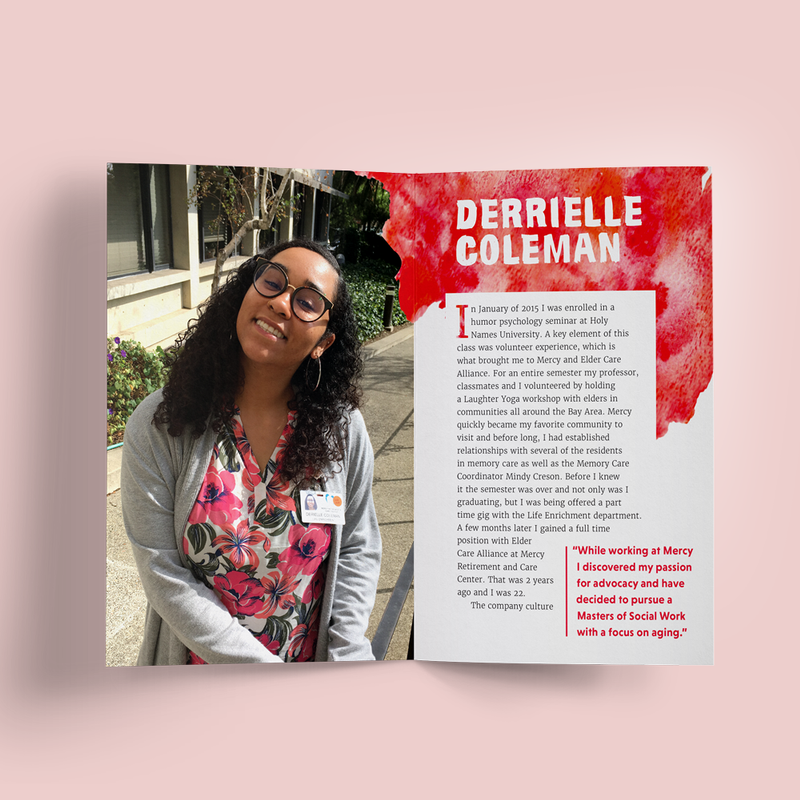 DERRIELLE
COLEMAN
In January of 2015 I was enrolled in a
humor psychology seminar at Holy
Names University. A key element of this
class was volunteer experience, which is
what brought me to Mercy and Elder Care
Alliance. For an entire semester my professor,
classmates and I volunteered by holding
a Laughter Yoga workshop with elders in
communities all around the Bay Area. Mercy
quickly became my favorite community to
visit and before long, I had established
relationships with several of the residents
in memory care as well as the Memory Care
Coordinator Mindy Creson. Before I knew
it the semester was over and not only was I
graduating, but I was being offered a part
time gig with the Life Enrichment department.
A few months later I gained a full time
position with Elder
Care Alliance at Mercy
Retirement and Care
Center. That was 2 years
ago and I was 22.
The company culture
"While working at Mercy
I discovered my passion
for advocacy and have
decided to pursue a
Masters of Social Work
with a focus on aging."